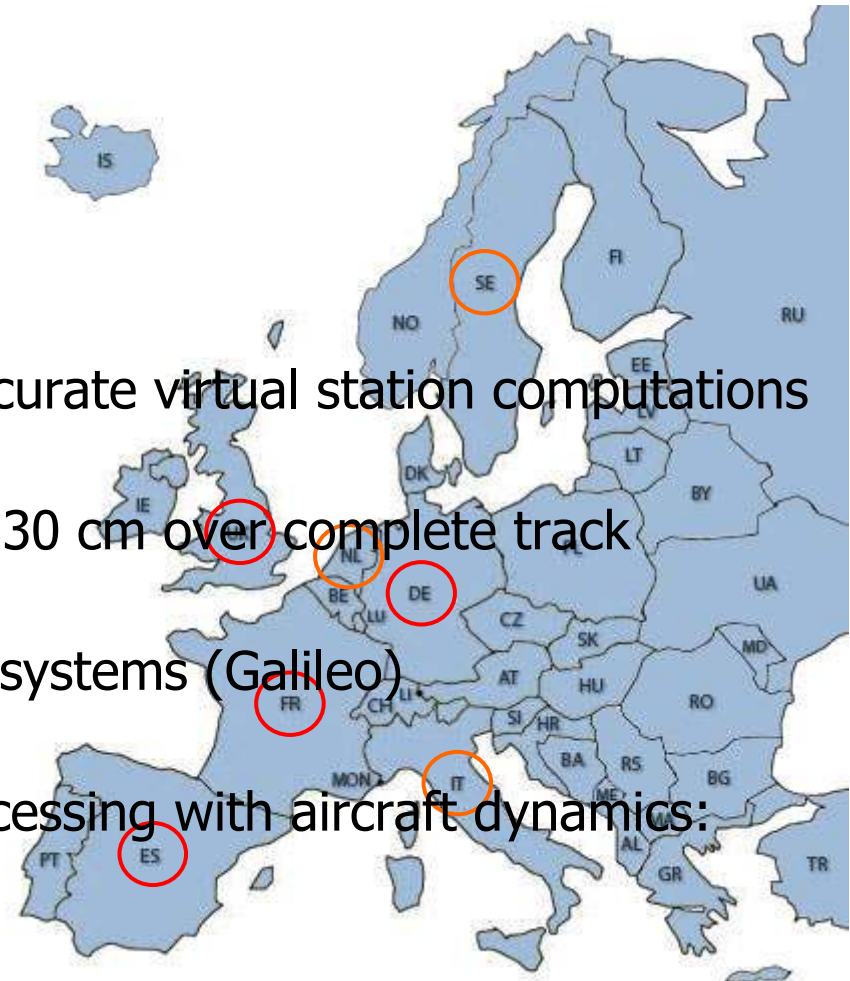 IS
FI
SE
RU
NO
EE
curate virtual station computations
LV
LT
DK
BY
IE
30 cm over complete track
UK
NL
PL
UA
BE
DE
LU
CZ
SK
MD
systems (Galileo)
AT
HU
FR
CH
LI
RO
SI
HR
BA
RS
MON
IT
BG
ME
cessing with aircraft dynamics:
MA
AL
PT
ES
TR
GR